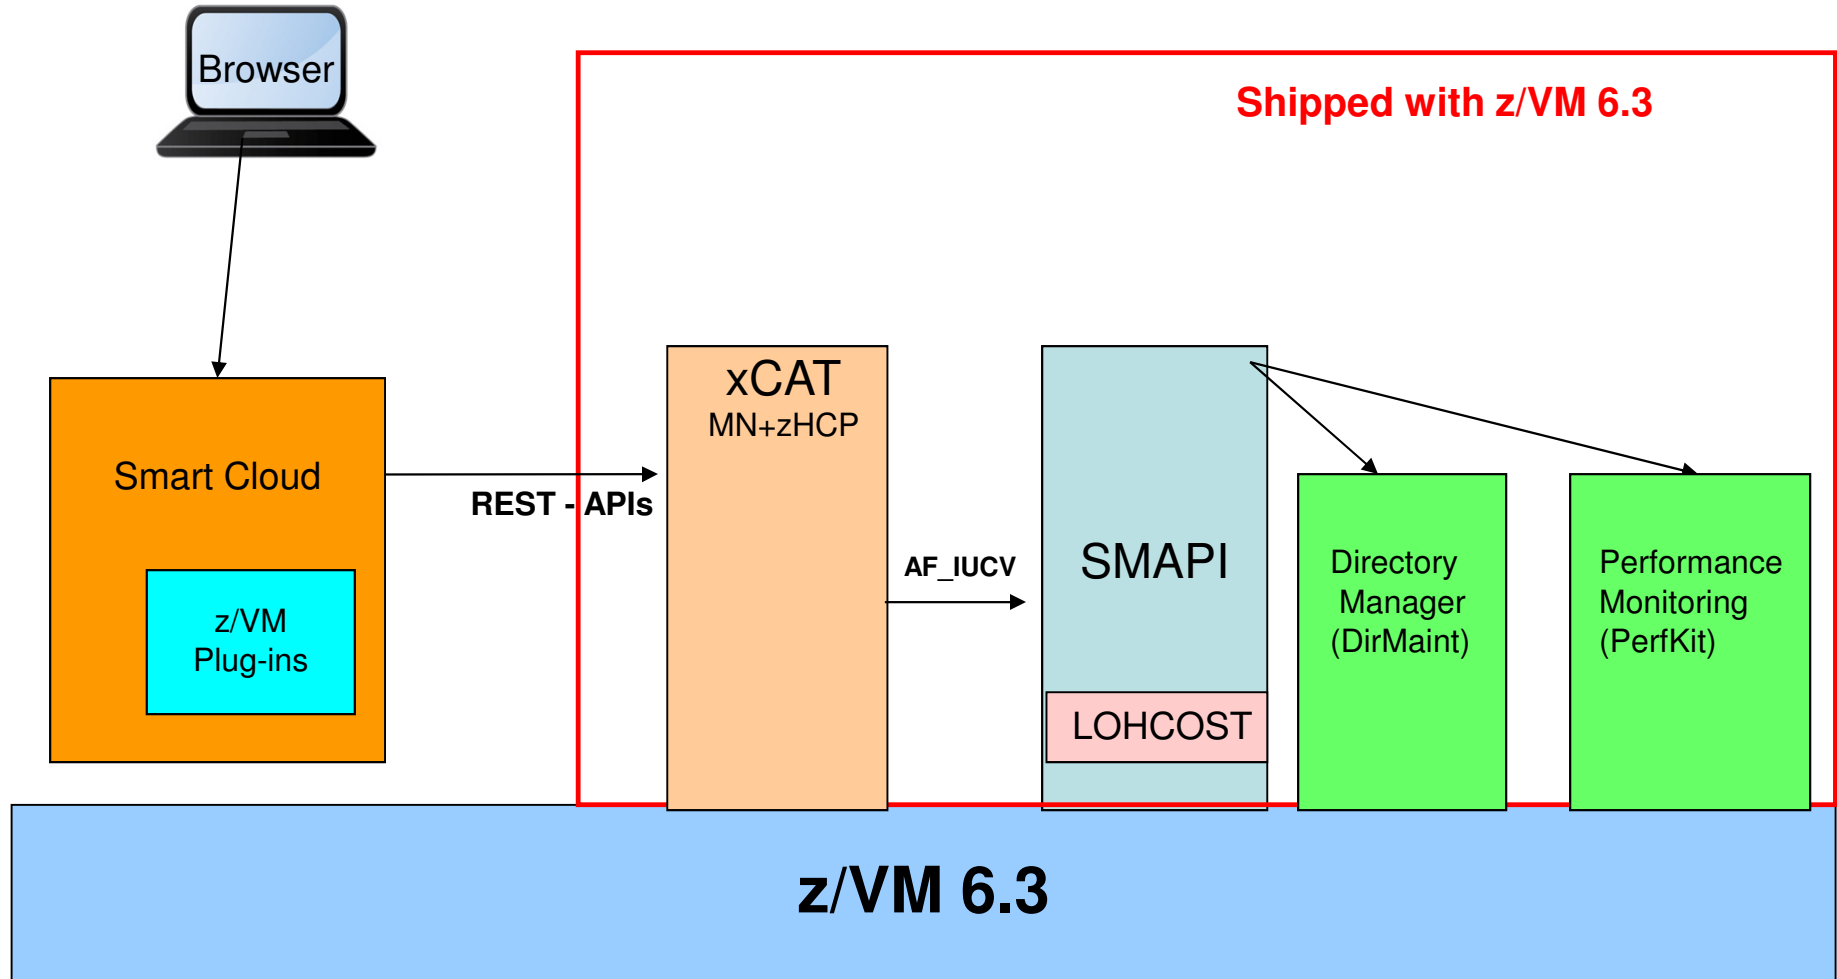 Browser
Shipped with z/VM 6.3
Smart Cloud
z/VM
Plug-ins
REST - APIs
xCAT
MN+zHCP
AF_IUCV
SMAPI
LOHCOST
Directory
Manager
(DirMaint)
Performance
Monitoring
(PerfKit)
z/VM 6.3